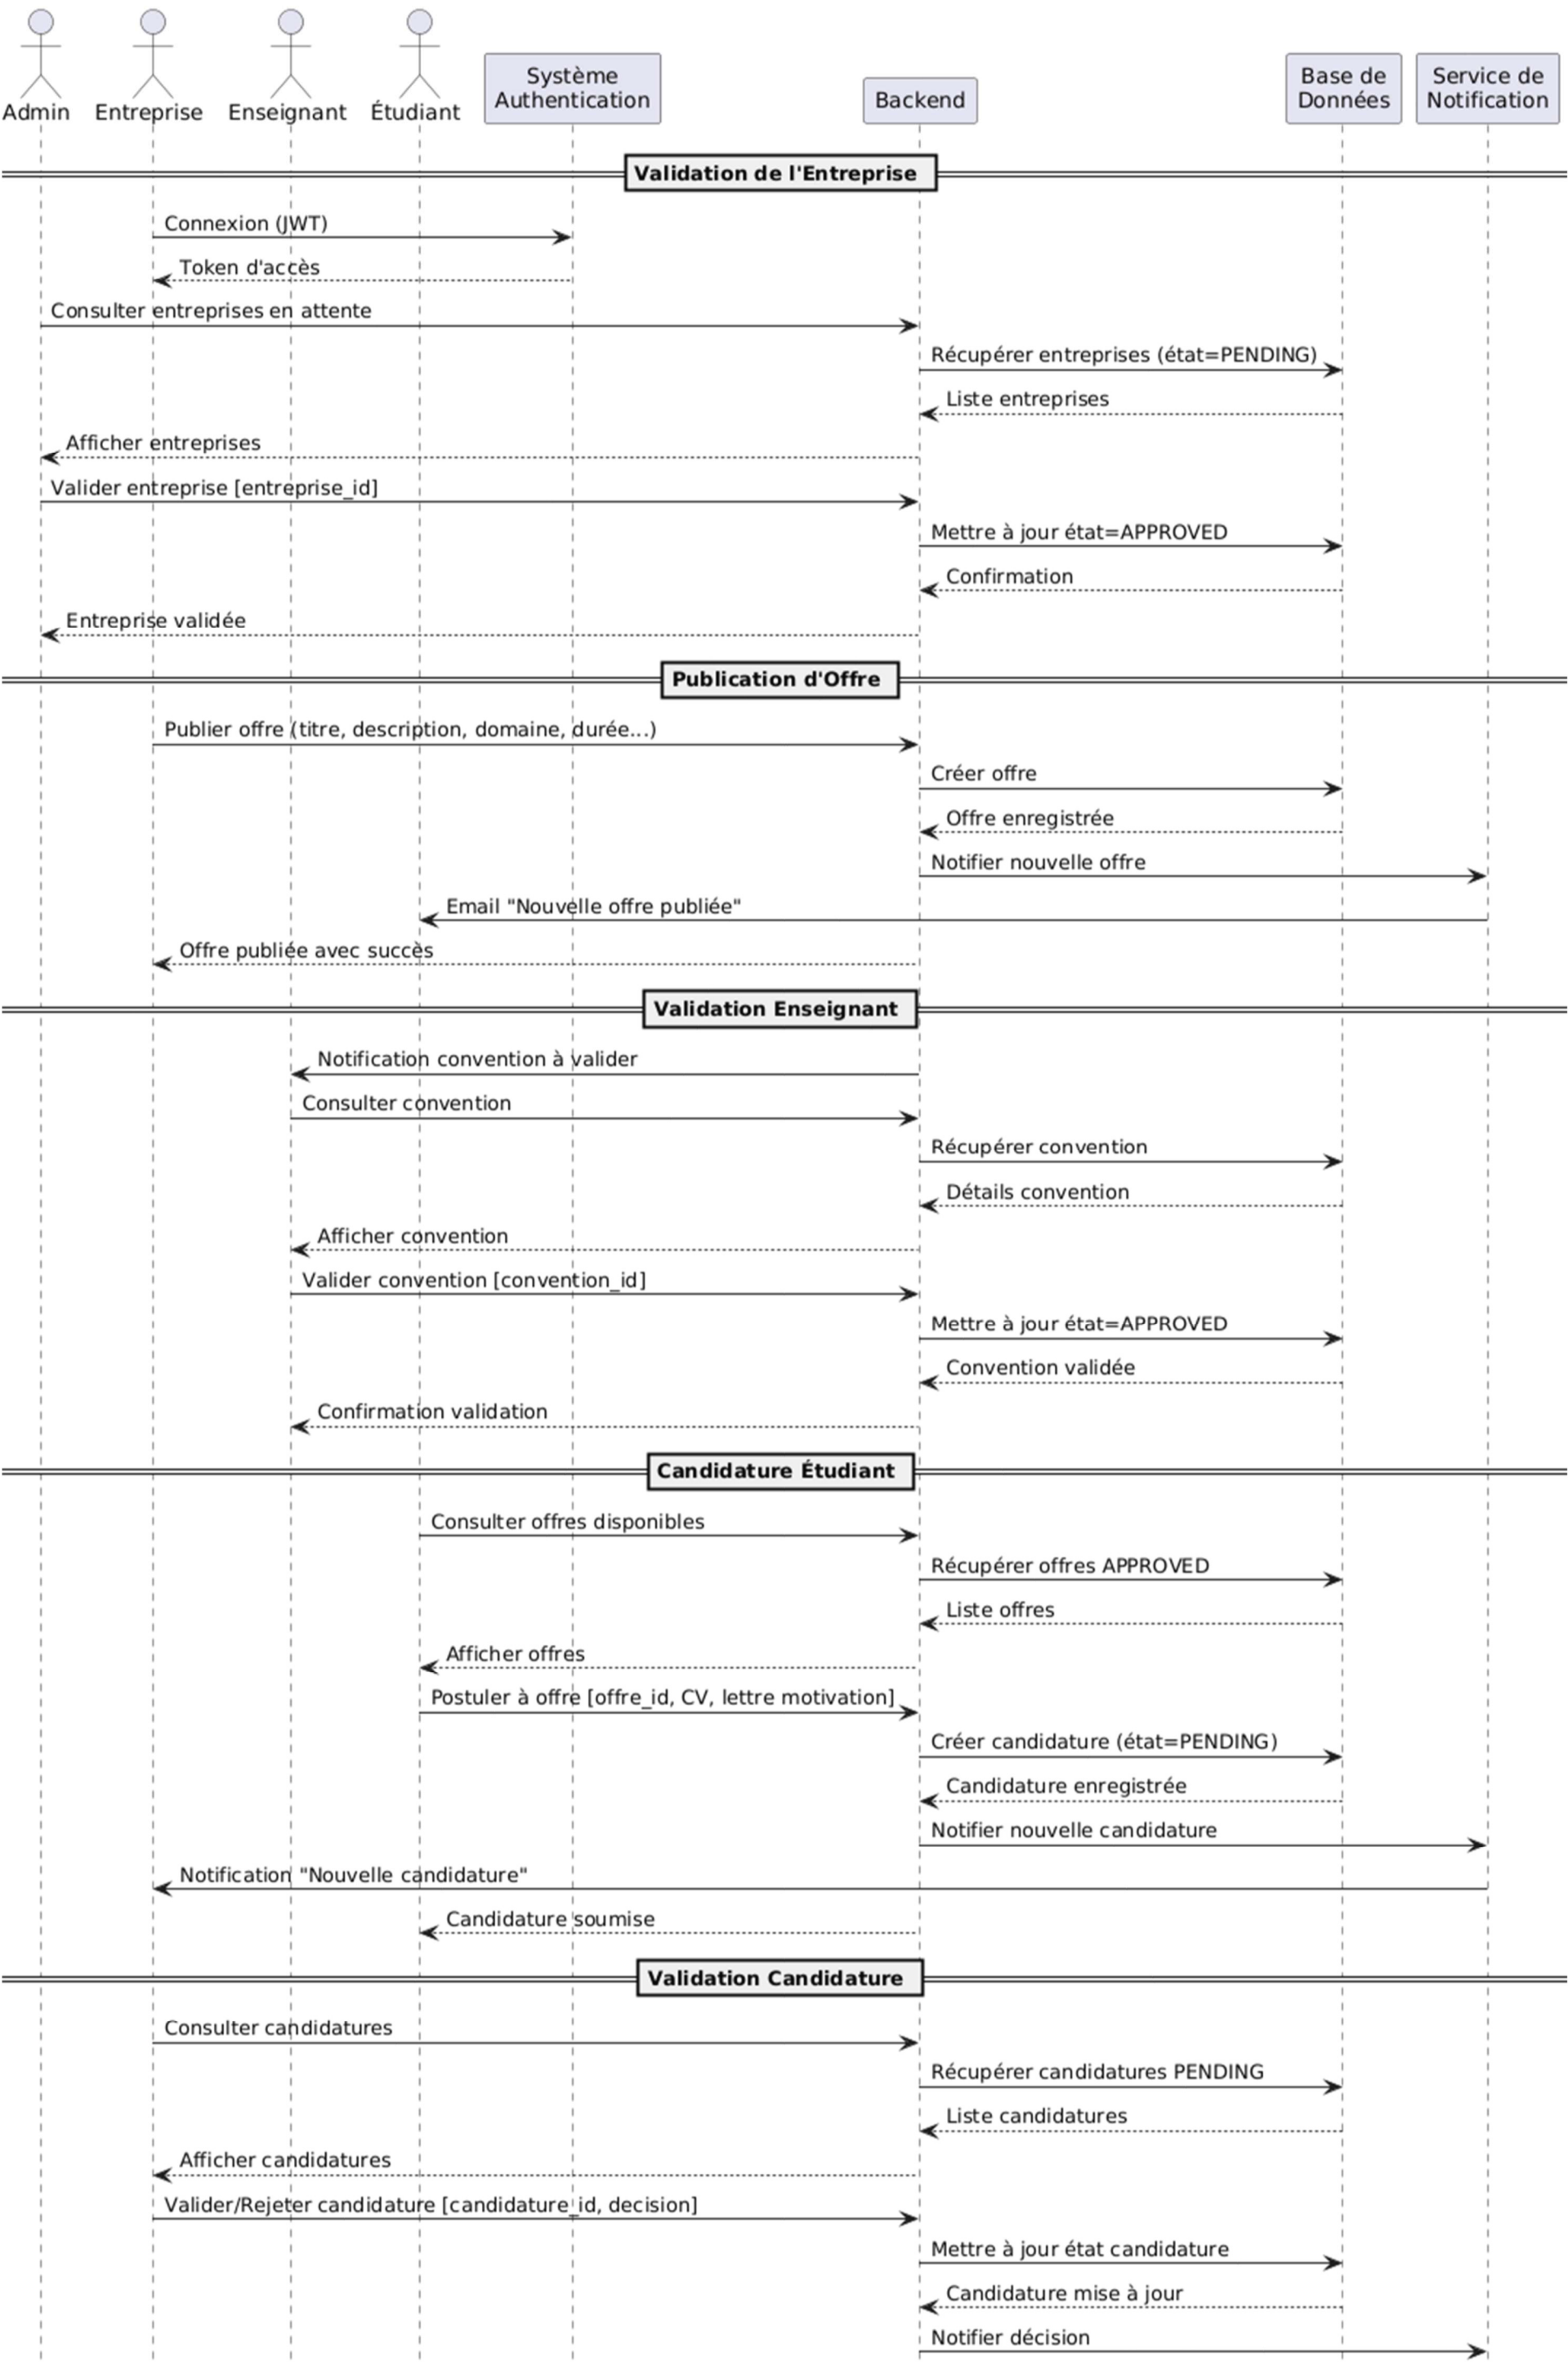 Admin
Entreprise
Enseignant
Étudiant
Système
Authentication
Backend
Base de
Données
Service de
Notification
Validation de l'Entreprise
Connexion (JWT)
Token d'accès
Consulter entreprises en attente
Récupérer entreprises (état=PENDING)
Liste entreprises
Afficher entreprises
Valider entreprise [entreprise_id]
Mettre à jour état=APPROVED
Confirmation
Entreprise validée
Publication d'Offre
Publier offre (titre, description, domaine, durée...)
Créer offre
Offre enregistrée
Notifier nouvelle offre
Email "Nouvelle offre publiée"
Offre publiée avec succès
Validation Enseignant
Notification convention à valider
Consulter convention
Récupérer convention
Détails convention
Afficher convention
Valider convention [convention_id]
Mettre à jour état=APPROVED
Convention validée
Confirmation validation
Candidature Étudiant
Consulter offres disponibles
Récupérer offres APPROVED
Liste offres
Afficher offres
Postuler à offre [offre_id, CV, lettre motivation]
Créer candidature (état=PENDING)
Candidature enregistrée
Notifier nouvelle candidature
Notification "Nouvelle candidature"
Candidature soumise
Validation Candidature
Consulter candidatures
Récupérer candidatures PENDING
Liste candidatures
Afficher candidatures
Valider/Rejeter candidature [candidature_id, decision]
Mettre à jour état candidature
Candidature mise à jour
Notifier décision